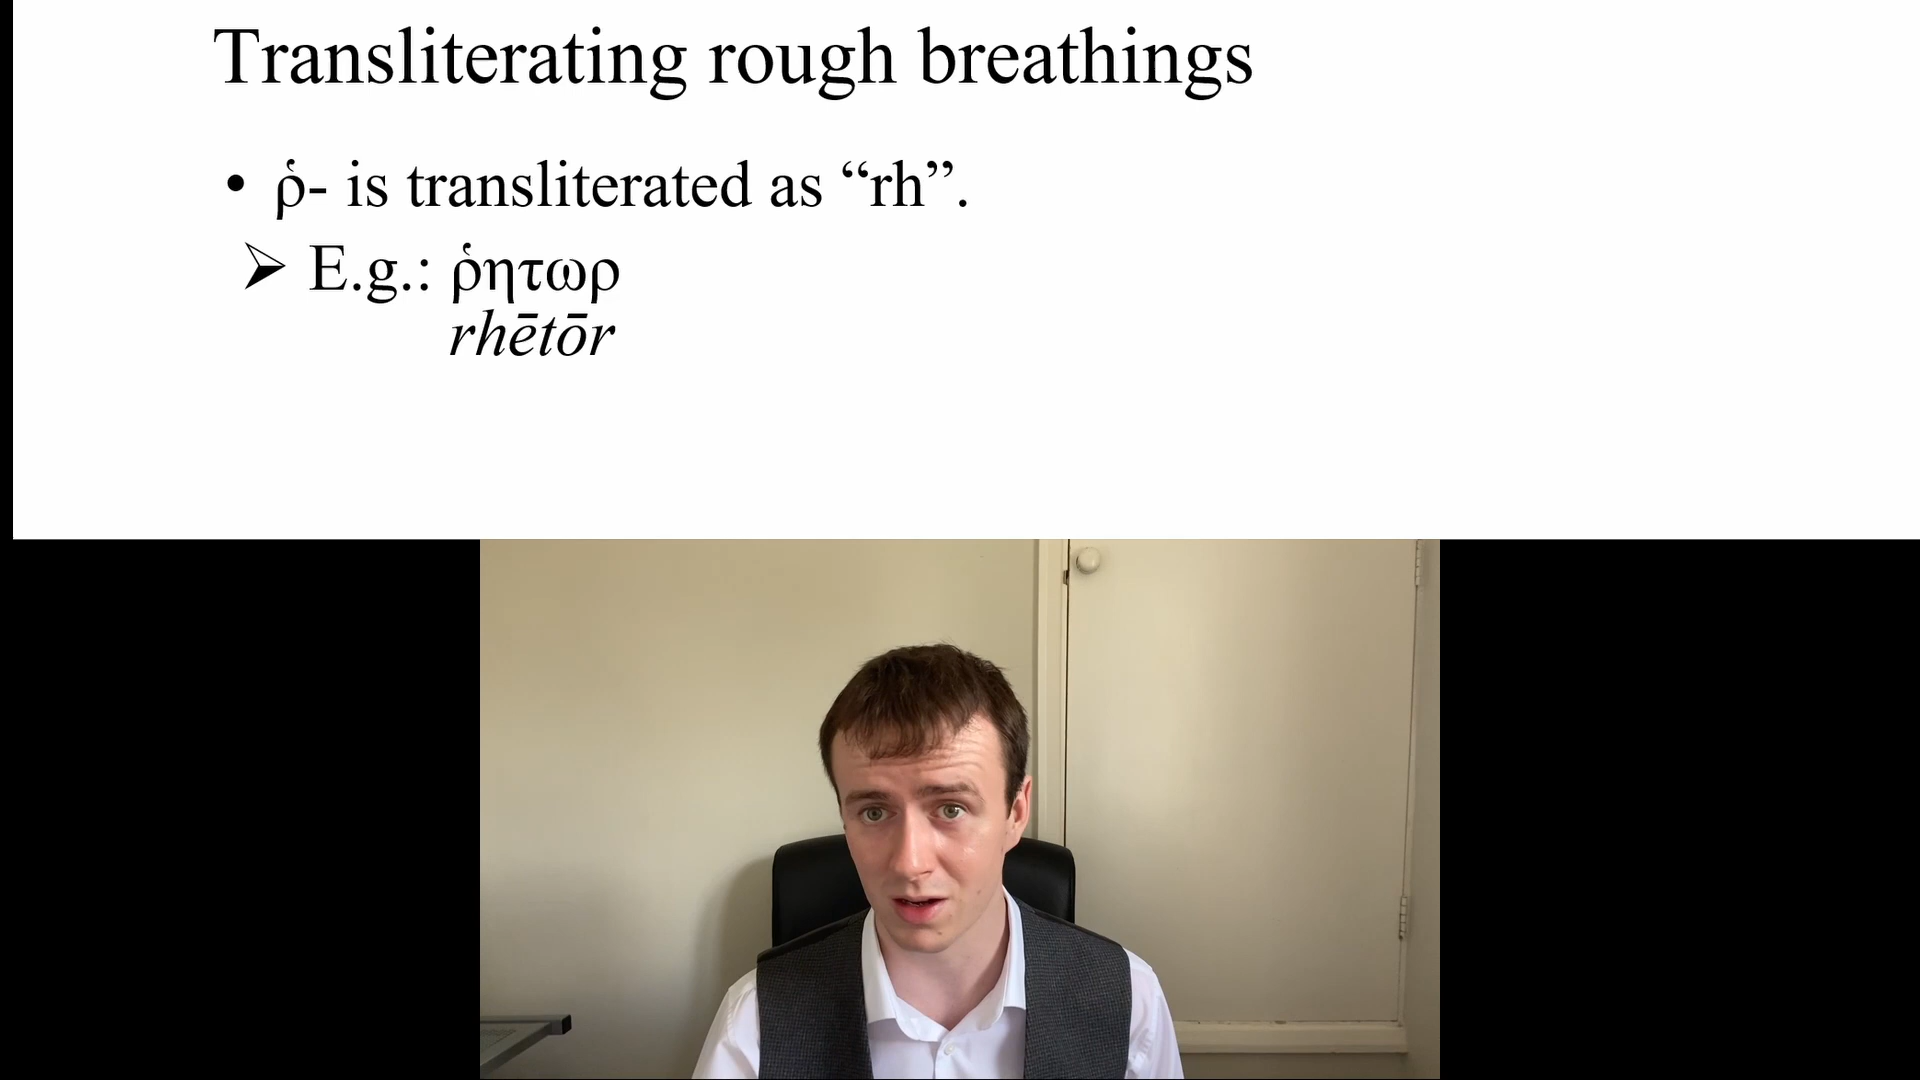 Transliterating rough breathings
• ῥ- is transliterated as “rh”.
➢ E.g.: ῥητωρ
rhētōr